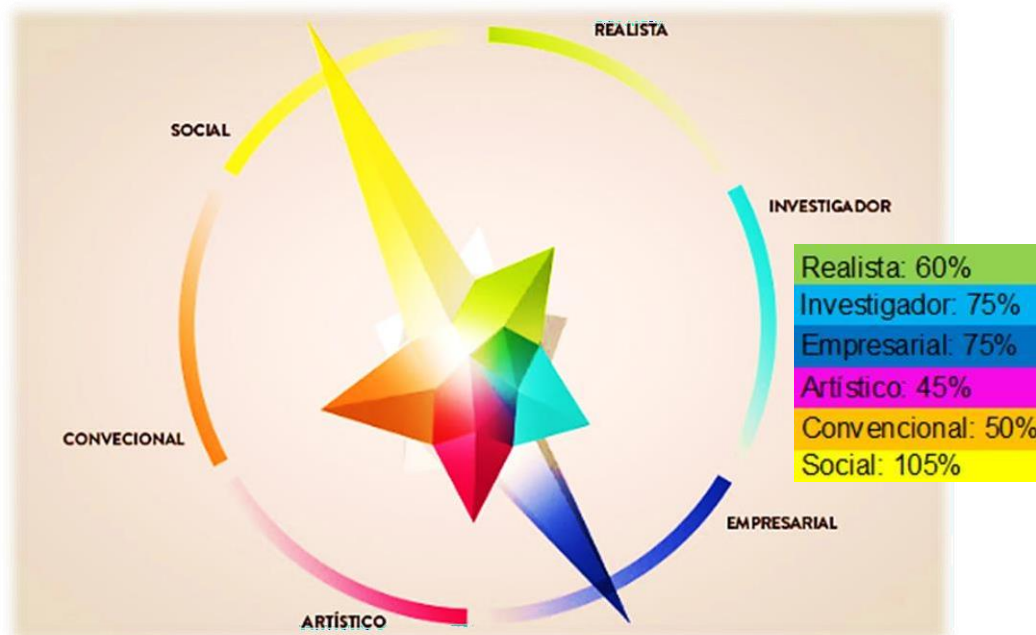 REALISTA
SOCIAL
INVESTIGADOR
Realista: 60%
Investigador: 75%
Empresarial: 75%
Artístico: 45%
Convencional: 50%
Social: 105%
CONVECIONAL
EMPRESARIAL
ARTÍSTICO